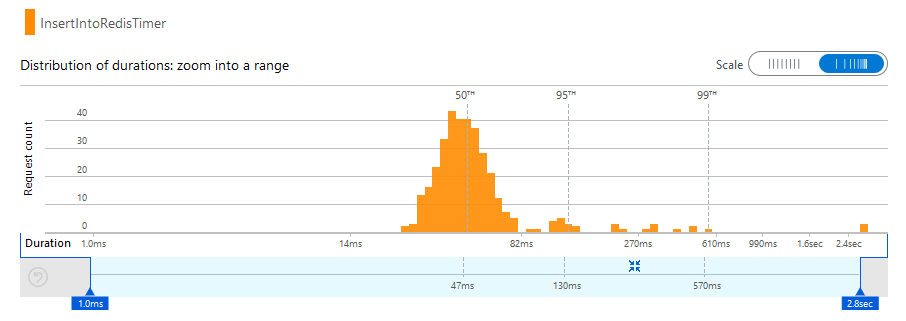 InsertIntoRedisTimer
Distribution of durations: zoom into a range
Scale
50TH 95TH 99TH
Request count
40
30
20
10
0
Duration 1.0ms 14ms 82ms 270ms 610ms 990ms 1.6sec 2.4sec
47ms 130ms 570ms
1.0ms 2.8sec